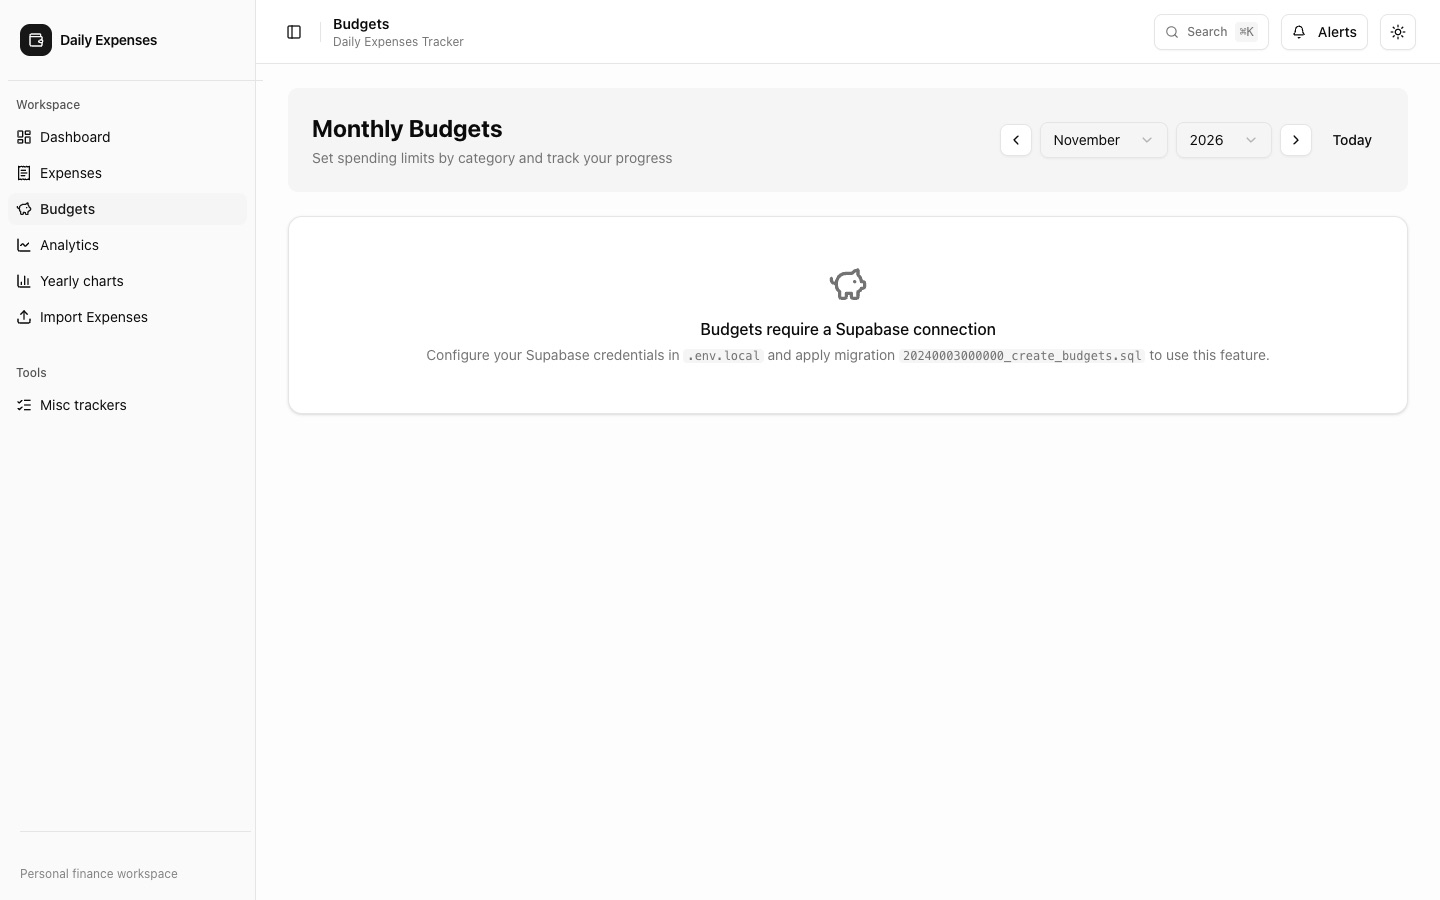 Daily Expenses
Workspace
Dashboard
Expenses
Budgets
Analytics
Yearly charts
Import Expenses
Tools
Misc trackers
Personal finance workspace
Budgets
Daily Expenses Tracker
Search ⌘K
Alerts
Monthly Budgets
Set spending limits by category and track your progress
November
2026
Today
Budgets require a Supabase connection
Configure your Supabase credentials in .env.local and apply migration 20240003000000_create_budgets.sql to use this feature.